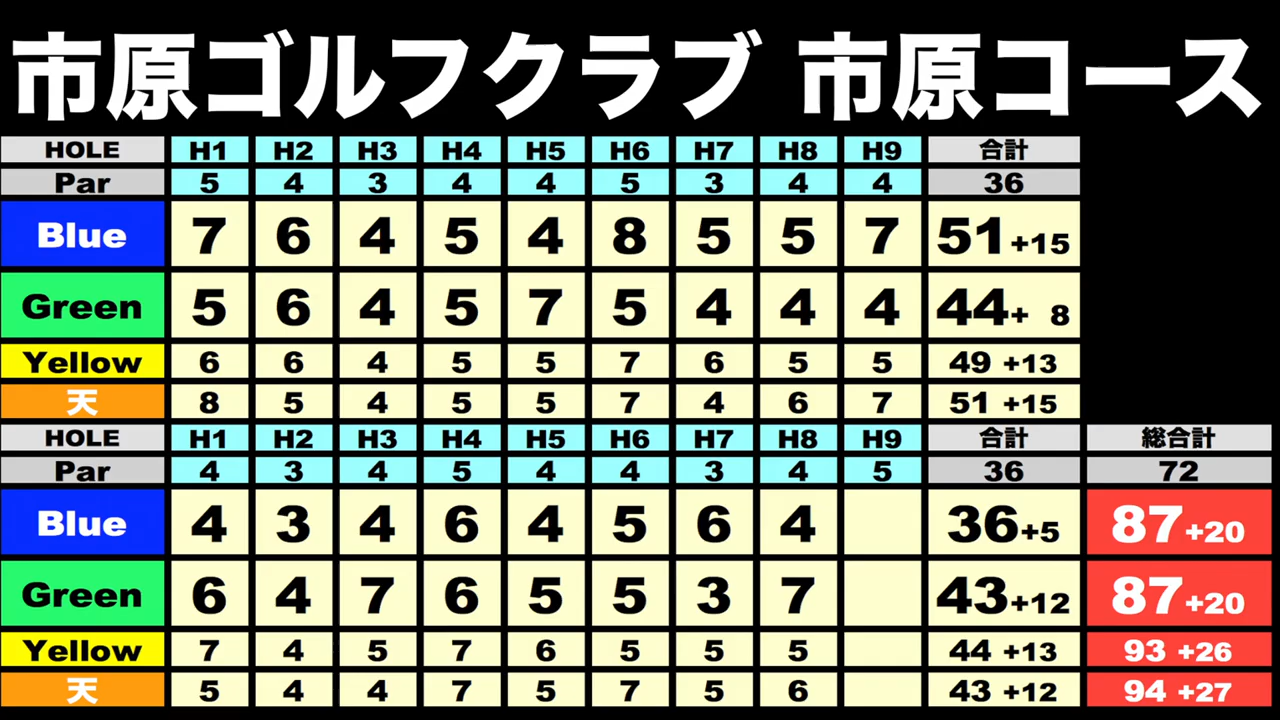 市原ゴルフクラブ 市原コース
HOLE H1 H2 H3 H4 H5 H6 H7 H8 H9 合計
Par 5 4 3 4 4 5 3 4 4 36
Blue 7 6 4 5 4 8 5 5 7 51 +15
Green 5 6 4 5 7 5 4 4 4 44+ 8
Yellow 6 6 4 5 5 7 6 5 5 49 +13
天 8 5 4 5 5 7 4 6 7 51 +15
HOLE H1 H2 H3 H4 H5 H6 H7 H8 H9 合計 総合計
Par 4 3 4 5 4 4 3 4 5 36 72
Blue 4 3 4 6 4 5 6 4 36+5 87+20
Green 6 4 7 6 5 5 3 7 43+12 87+20
Yellow 7 4 5 7 6 5 5 5 44 +13 93 +26
天 5 4 4 7 5 7 5 6 43 +12 94 +27